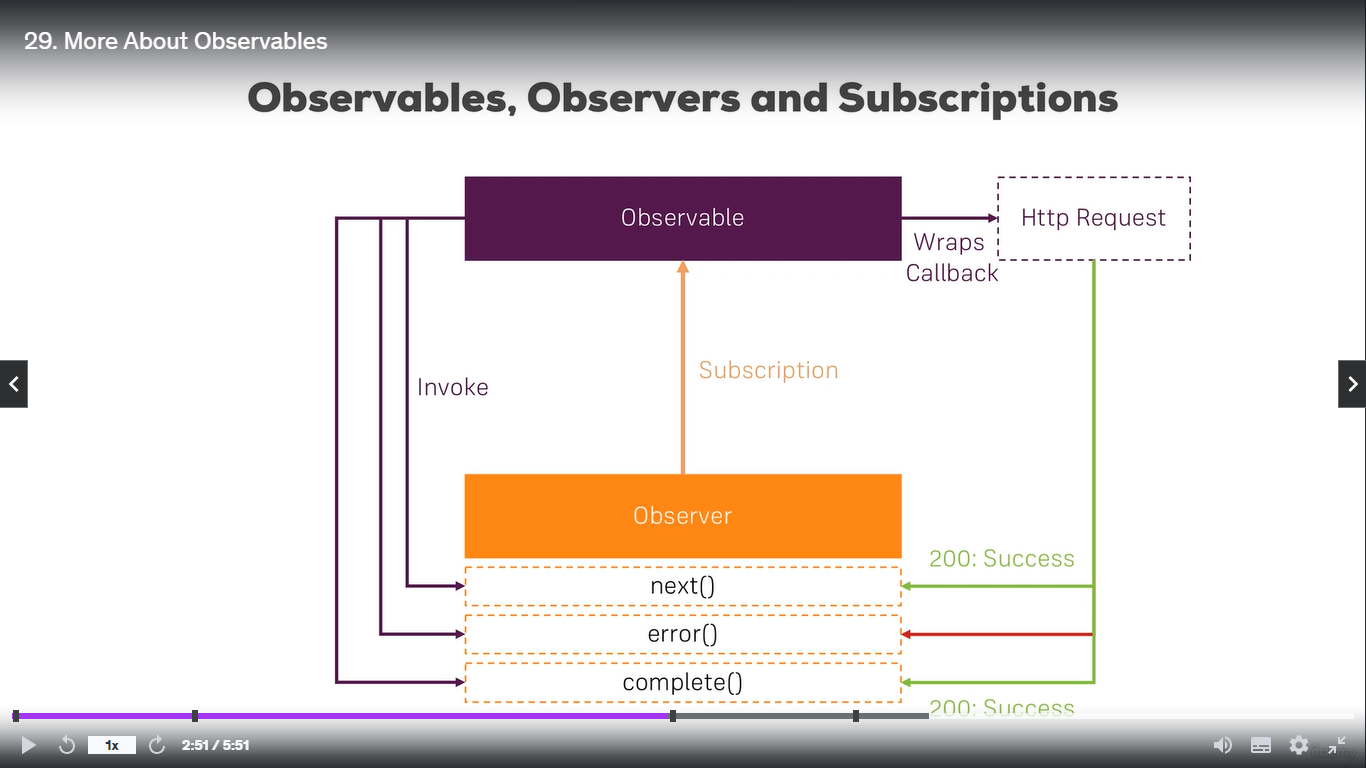 29. More About Observables
Observables, Observers and Subscriptions
Observable
Http Request
Wraps
Callback
Subscription
Invoke
Observer
200: Success
next()
error()
complete()
200: Success
1x
2:51 / 5:51